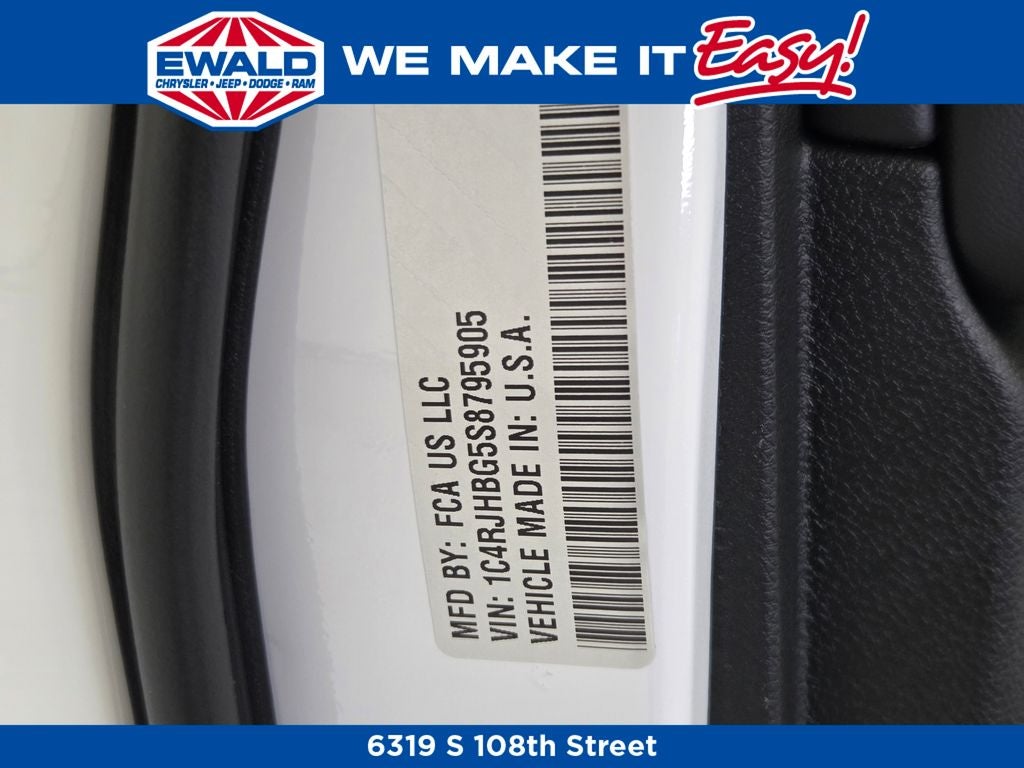 EWALD
CHRYSLER • JEEP • DODGE • RAM
WE MAKE IT Easy!
MFD BY: FCA US LLC
VIN: 1C4RJHBG5S8795905
VEHICLE MADE IN: U.S.A.
6319 S 108th Street